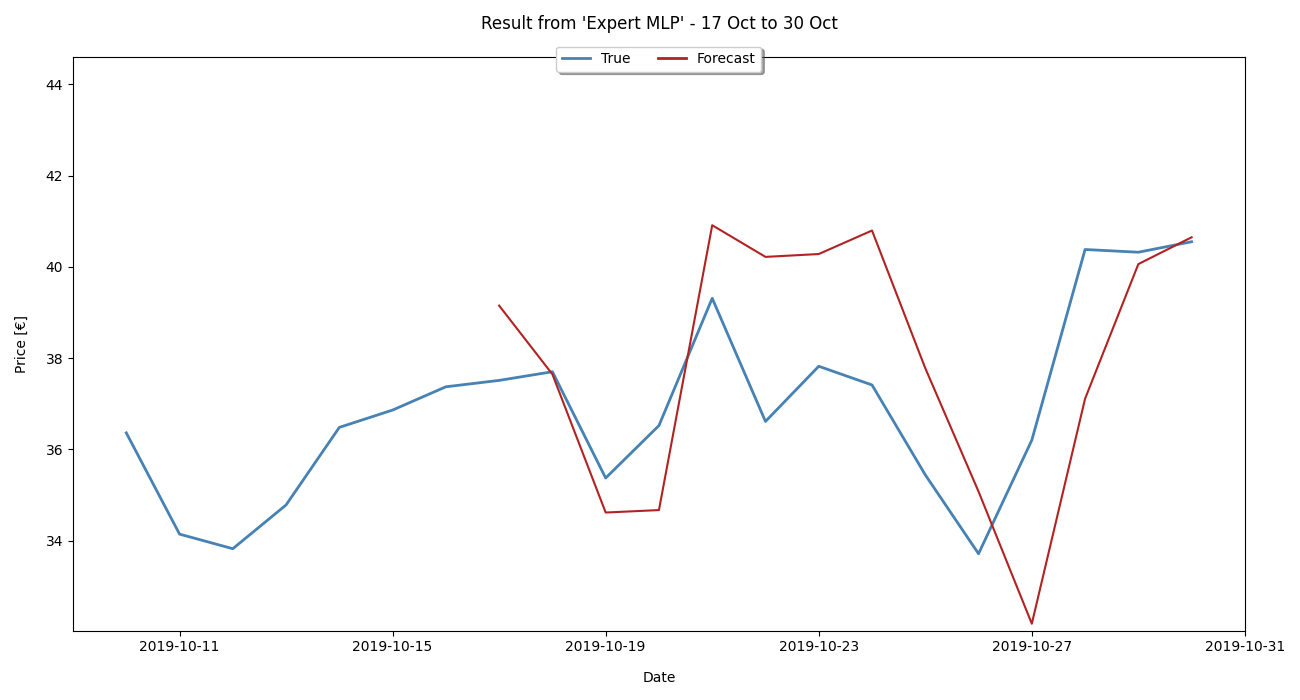 Result from 'Expert MLP' - 17 Oct to 30 Oct
True Forecast
44
42
40
38
36
34
Price [€]
2019-10-11 2019-10-15 2019-10-19 2019-10-23 2019-10-27 2019-10-31
Date